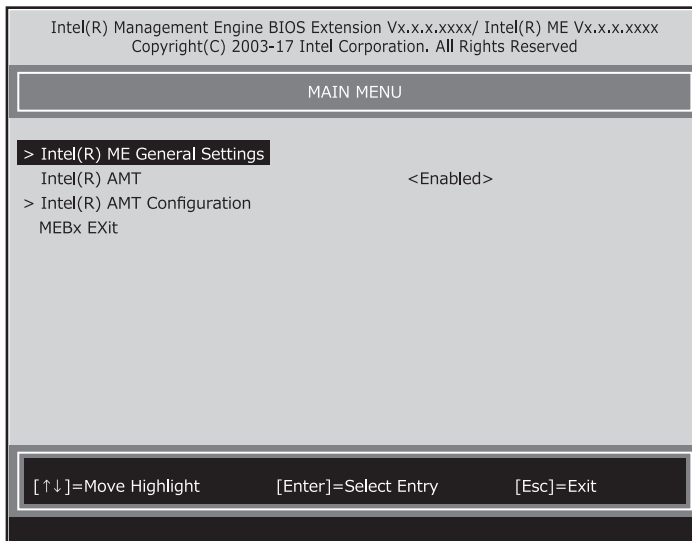 Intel(R) Management Engine BIOS Extension Vx.x.x.xxxx/ Intel(R) ME Vx.x.x.xxxx
Copyright(C) 2003-17 Intel Corporation. All Rights Reserved
MAIN MENU
> Intel(R) ME General Settings
Intel(R) AMT <Enabled>
> Intel(R) AMT Configuration
MEBx EXit
[↑↓]=Move Highlight [Enter]=Select Entry [Esc]=Exit